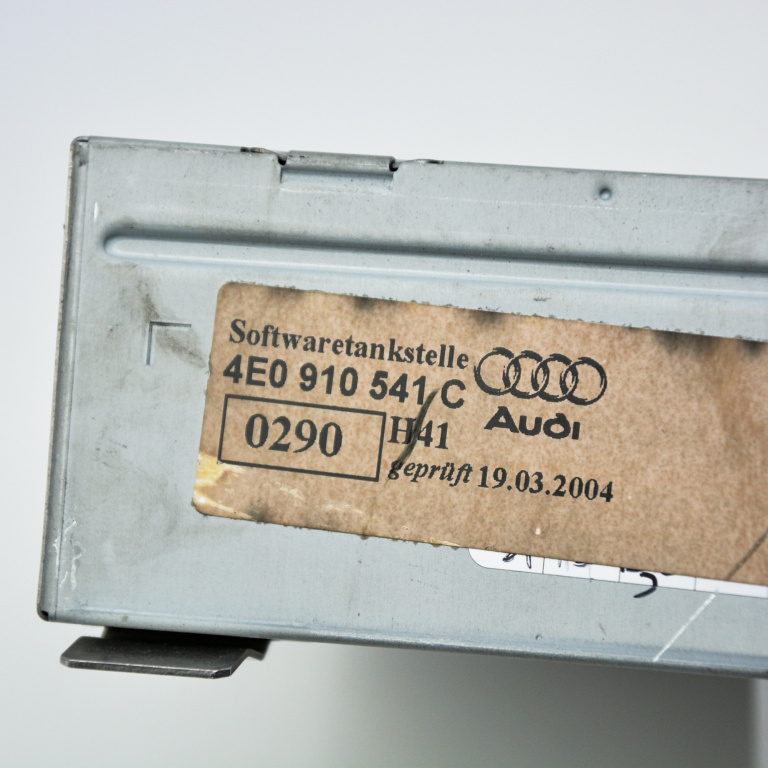 Softwaretankstelle
4E0 910 541 C
Audi
0290
H41
geprüft 19.03.2004